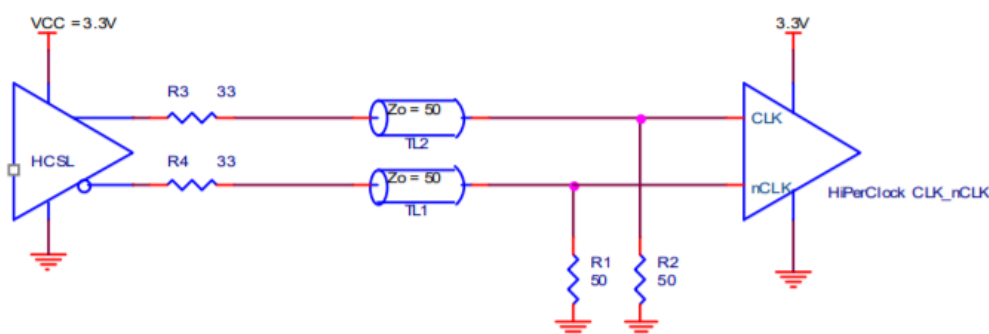 VCC = 3.3V
3.3V
R3 33
Zo = 50
TL2
CLK
HCSL
R4 33
Zo = 50
TL1
nCLK
HiPerClock CLK_nCLK
R1
50
R2
50